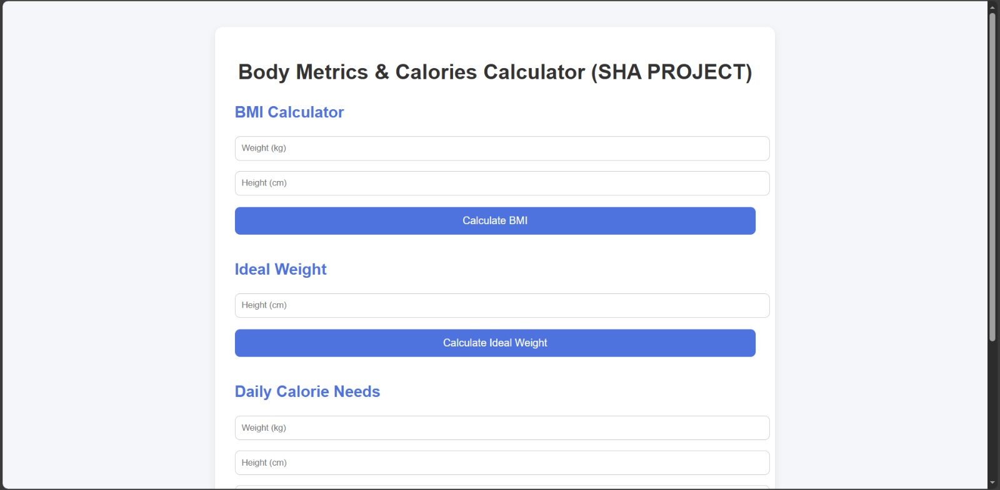 Body Metrics & Calories Calculator (SHA PROJECT)
BMI Calculator
Weight (kg)
Height (cm)
Calculate BMI
Ideal Weight
Height (cm)
Calculate Ideal Weight
Daily Calorie Needs
Weight (kg)
Height (cm)